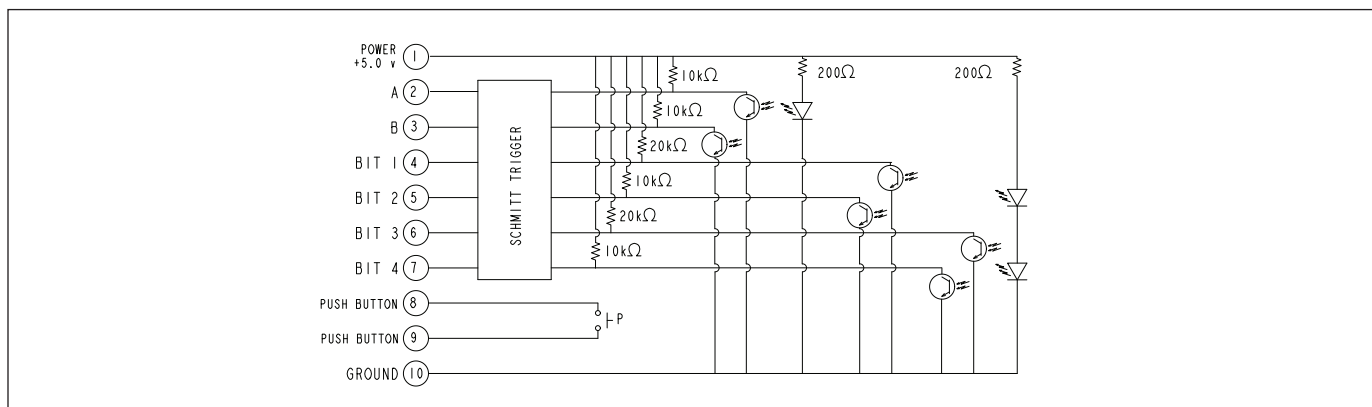 POWER
+5.0 v
1
A 2
B 3
BIT 1 4
BIT 2 5
BIT 3 6
BIT 4 7
PUSH BUTTON 8
PUSH BUTTON 9
GROUND 10
SCHMITT TRIGGER
10kΩ
10kΩ
20kΩ
10kΩ
20kΩ
10kΩ
200Ω
200Ω
P